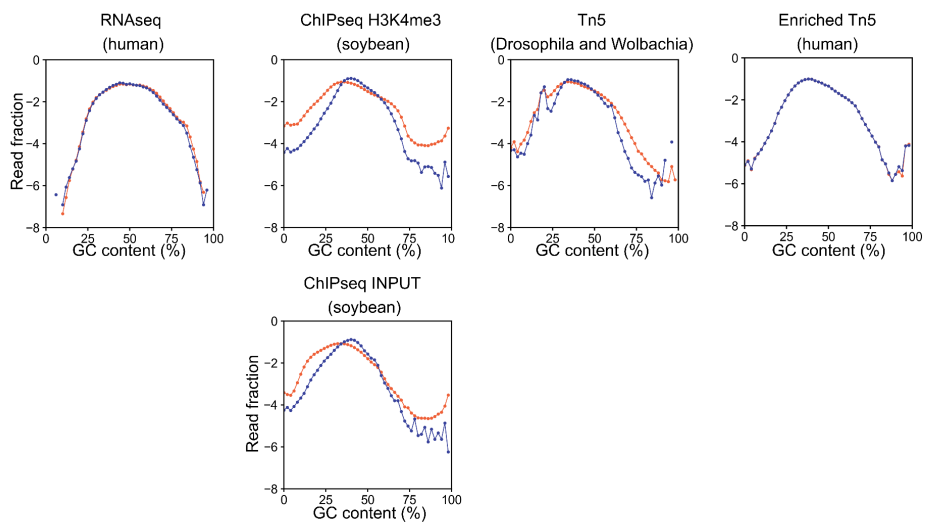 RNAseq
(human)
ChIPseq H3K4me3
(soybean)
Tn5
(Drosophila and Wolbachia)
Enriched Tn5
(human)
Read fraction
0
−2
−4
−6
−8
0
25
50
75
100
GC content (%)
0
−2
−4
−6
−8
0
25
50
75
100
GC content (%)
0
−2
−4
−6
−8
0
25
50
75
100
GC content (%)
0
−2
−4
−6
−8
0
25
50
75
100
GC content (%)
ChIPseq INPUT
(soybean)
Read fraction
0
−2
−4
−6
−8
0
25
50
75
100
GC content (%)